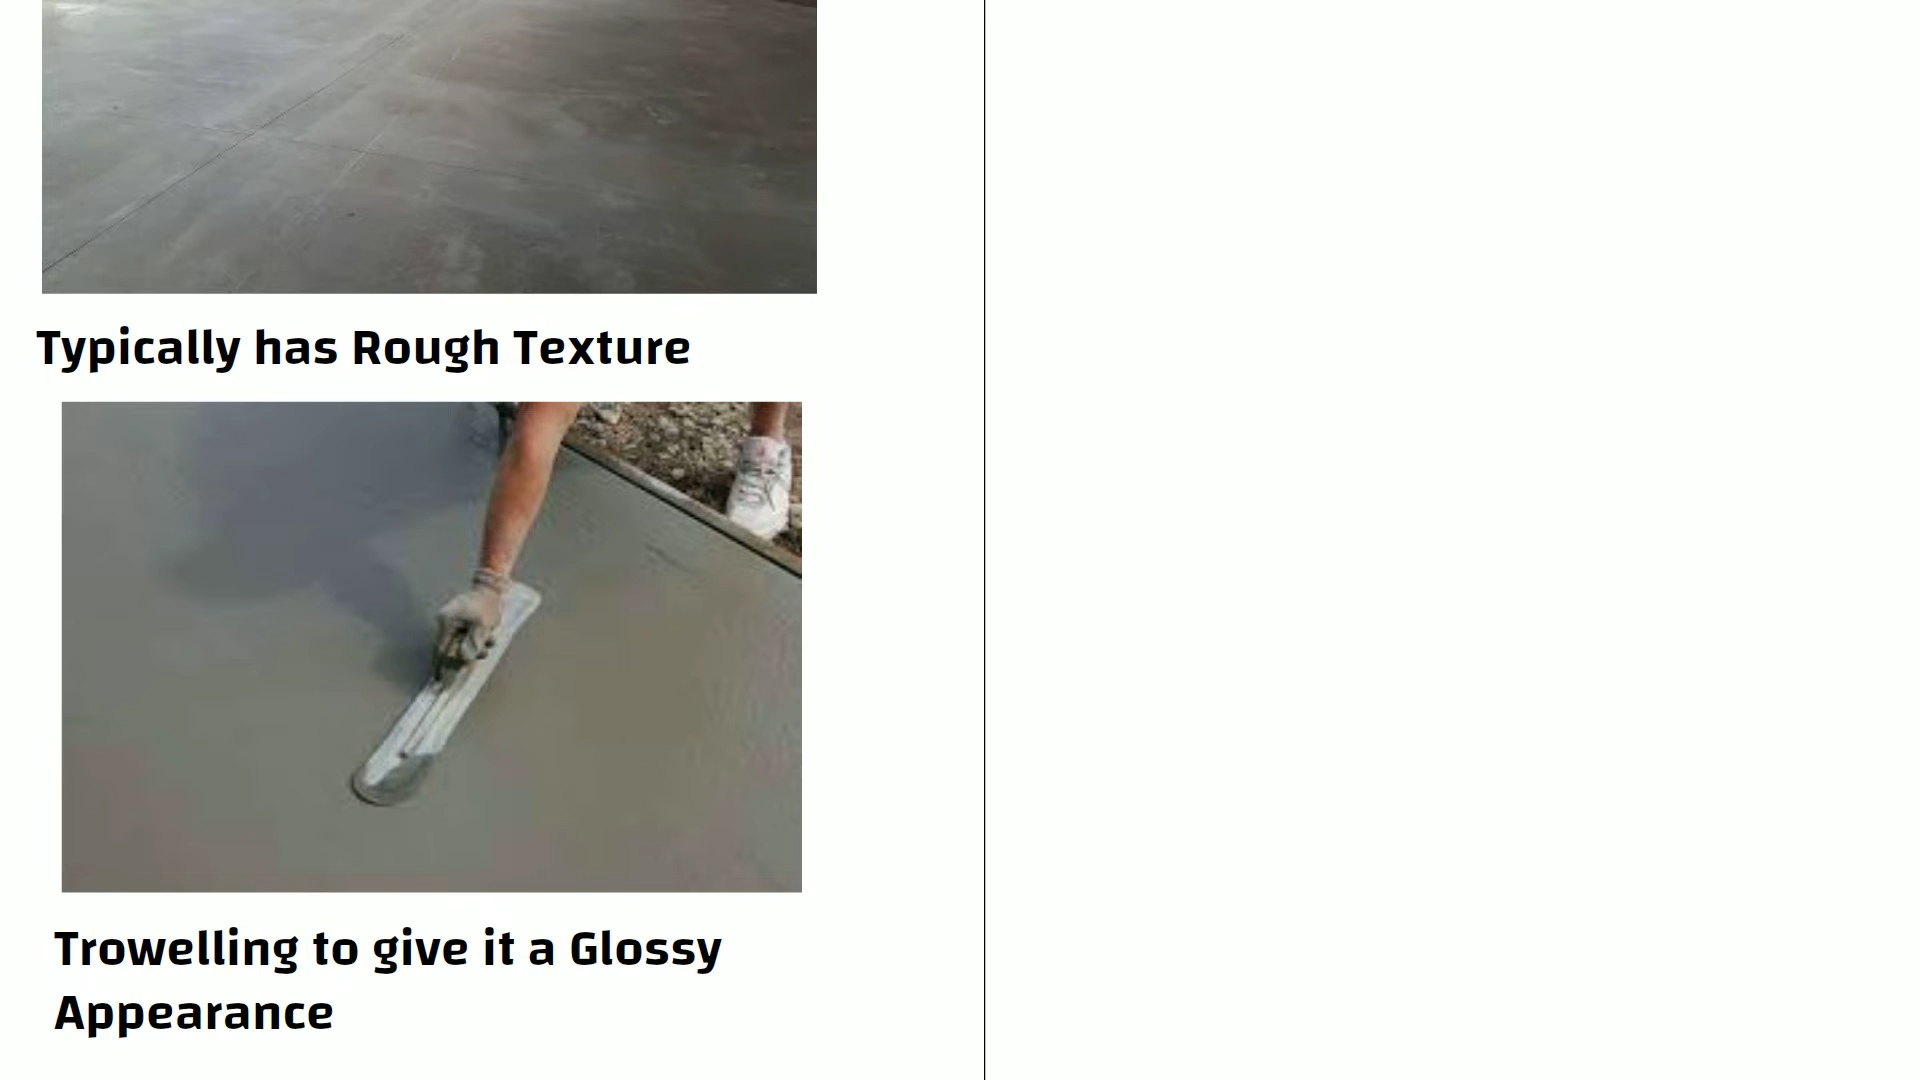 Typically has Rough Texture
Trowelling to give it a Glossy
Appearance